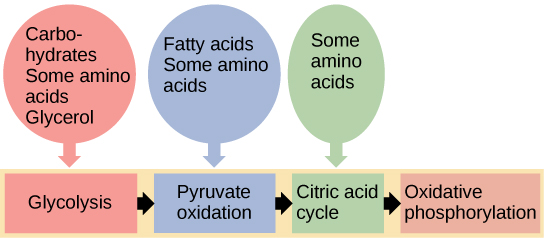 Carbo-
hydrates
Some amino
acids
Glycerol
Fatty acids
Some amino
acids
Some
amino
acids
Glycolysis
Pyruvate
oxidation
Citric acid
cycle
Oxidative
phosphorylation